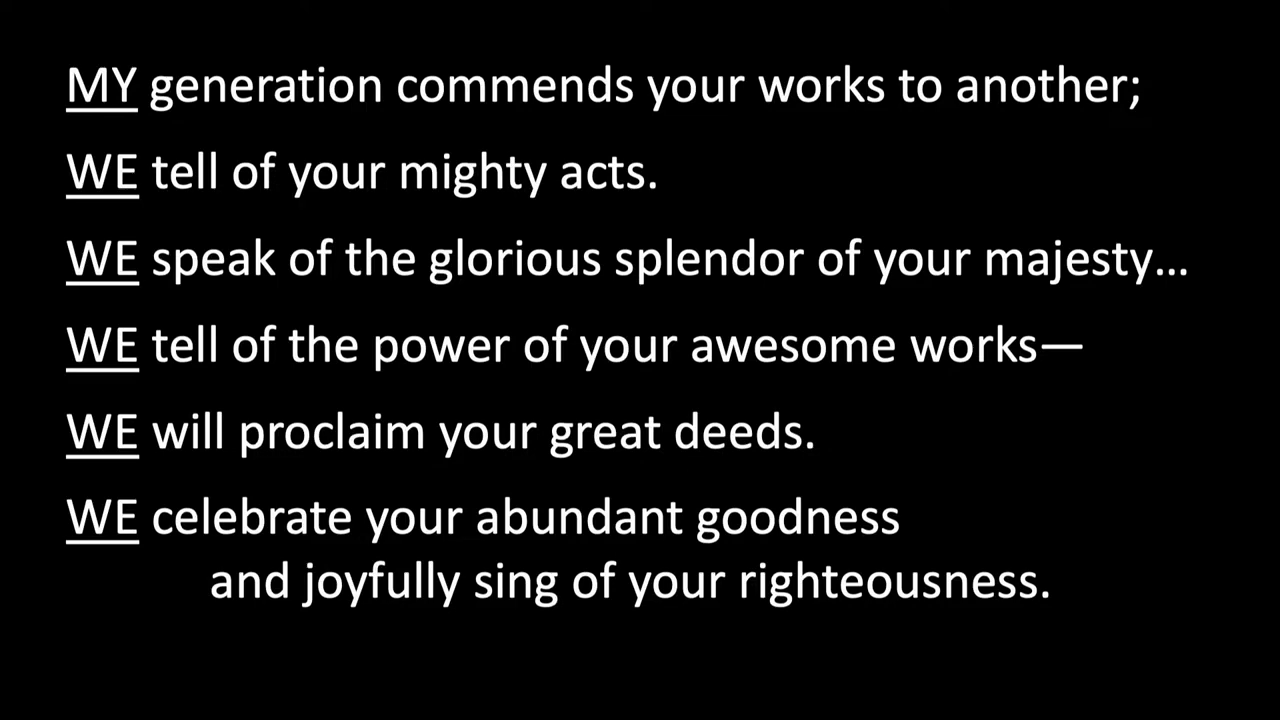 MY generation commends your works to another;
WE tell of your mighty acts.
WE speak of the glorious splendor of your majesty…
WE tell of the power of your awesome works—
WE will proclaim your great deeds.
WE celebrate your abundant goodness
and joyfully sing of your righteousness.